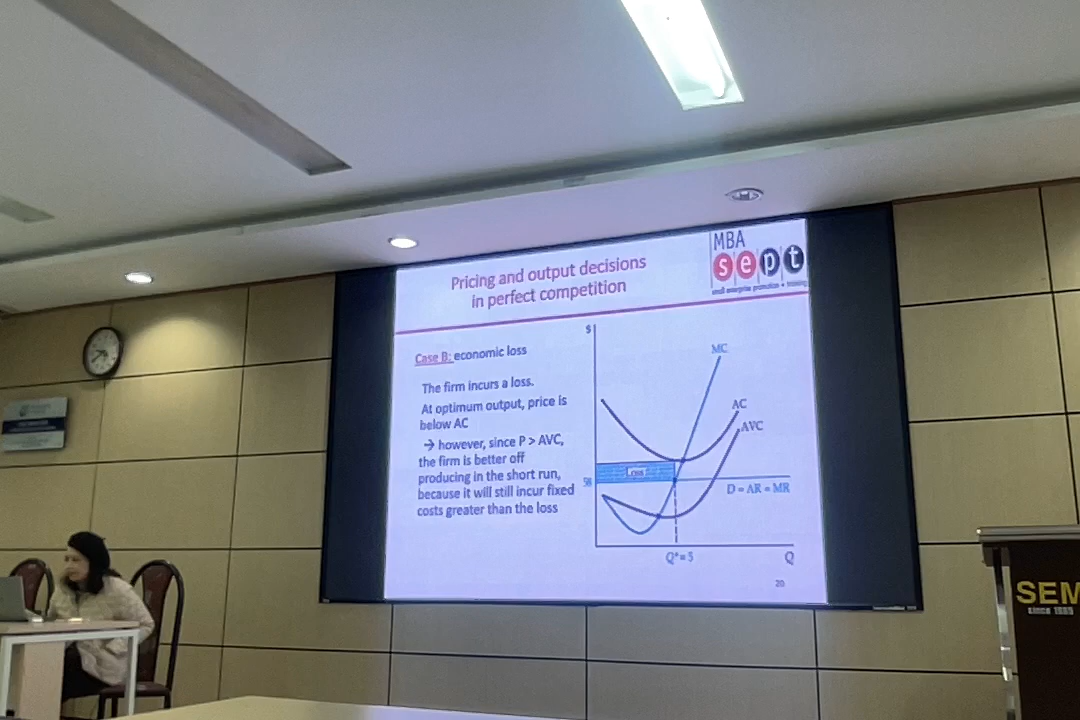 Pricing and output decisions
in perfect competition
MBA
sept
small enterprise promotion + training
Case B: economic loss
The firm incurs a loss.
At optimum output, price is
below AC
→ however, since P > AVC,
the firm is better off
producing in the short run,
because it will still incur fixed
costs greater than the loss
$
MC
AC
AVC
Loss
D = AR = MR
Q* = 5
Q
20
SEM
since 1995